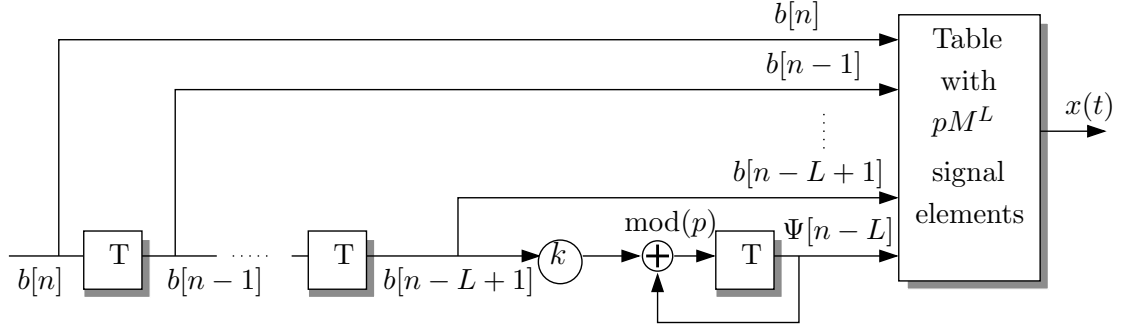 b[n]
b[n − 1]
b[n − L + 1]
Table
with
pM^L
signal
elements
x(t)
mod(p)
Ψ[n − L]
T
T
k
T
b[n]
b[n − 1]
b[n − L + 1]